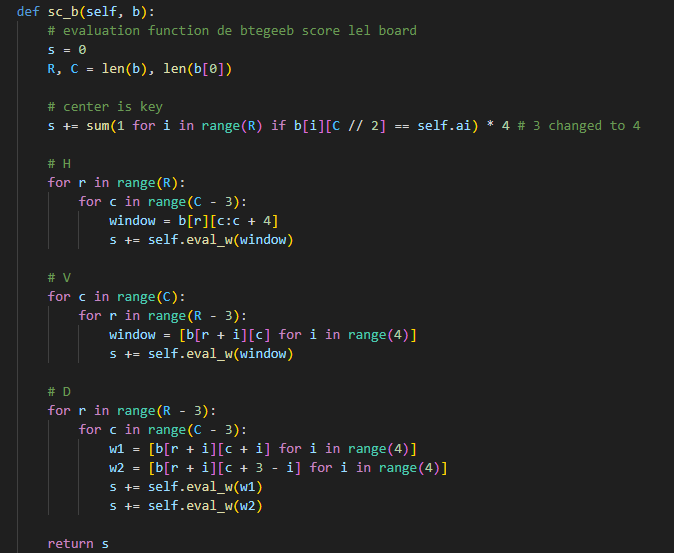 def sc_b(self, b):
    # evaluation function de btegeeb score lel board
    s = 0
    R, C = len(b), len(b[0])

    # center is key
    s += sum(1 for i in range(R) if b[i][C // 2] == self.ai) * 4 # 3 changed to 4

    # H
    for r in range(R):
        for c in range(C - 3):
            window = b[r][c:c + 4]
            s += self.eval_w(window)

    # V
    for c in range(C):
        for r in range(R - 3):
            window = [b[r + i][c] for i in range(4)]
            s += self.eval_w(window)

    # D
    for r in range(R - 3):
        for c in range(C - 3):
            w1 = [b[r + i][c + i] for i in range(4)]
            w2 = [b[r + i][c + 3 - i] for i in range(4)]
            s += self.eval_w(w1)
            s += self.eval_w(w2)

    return s